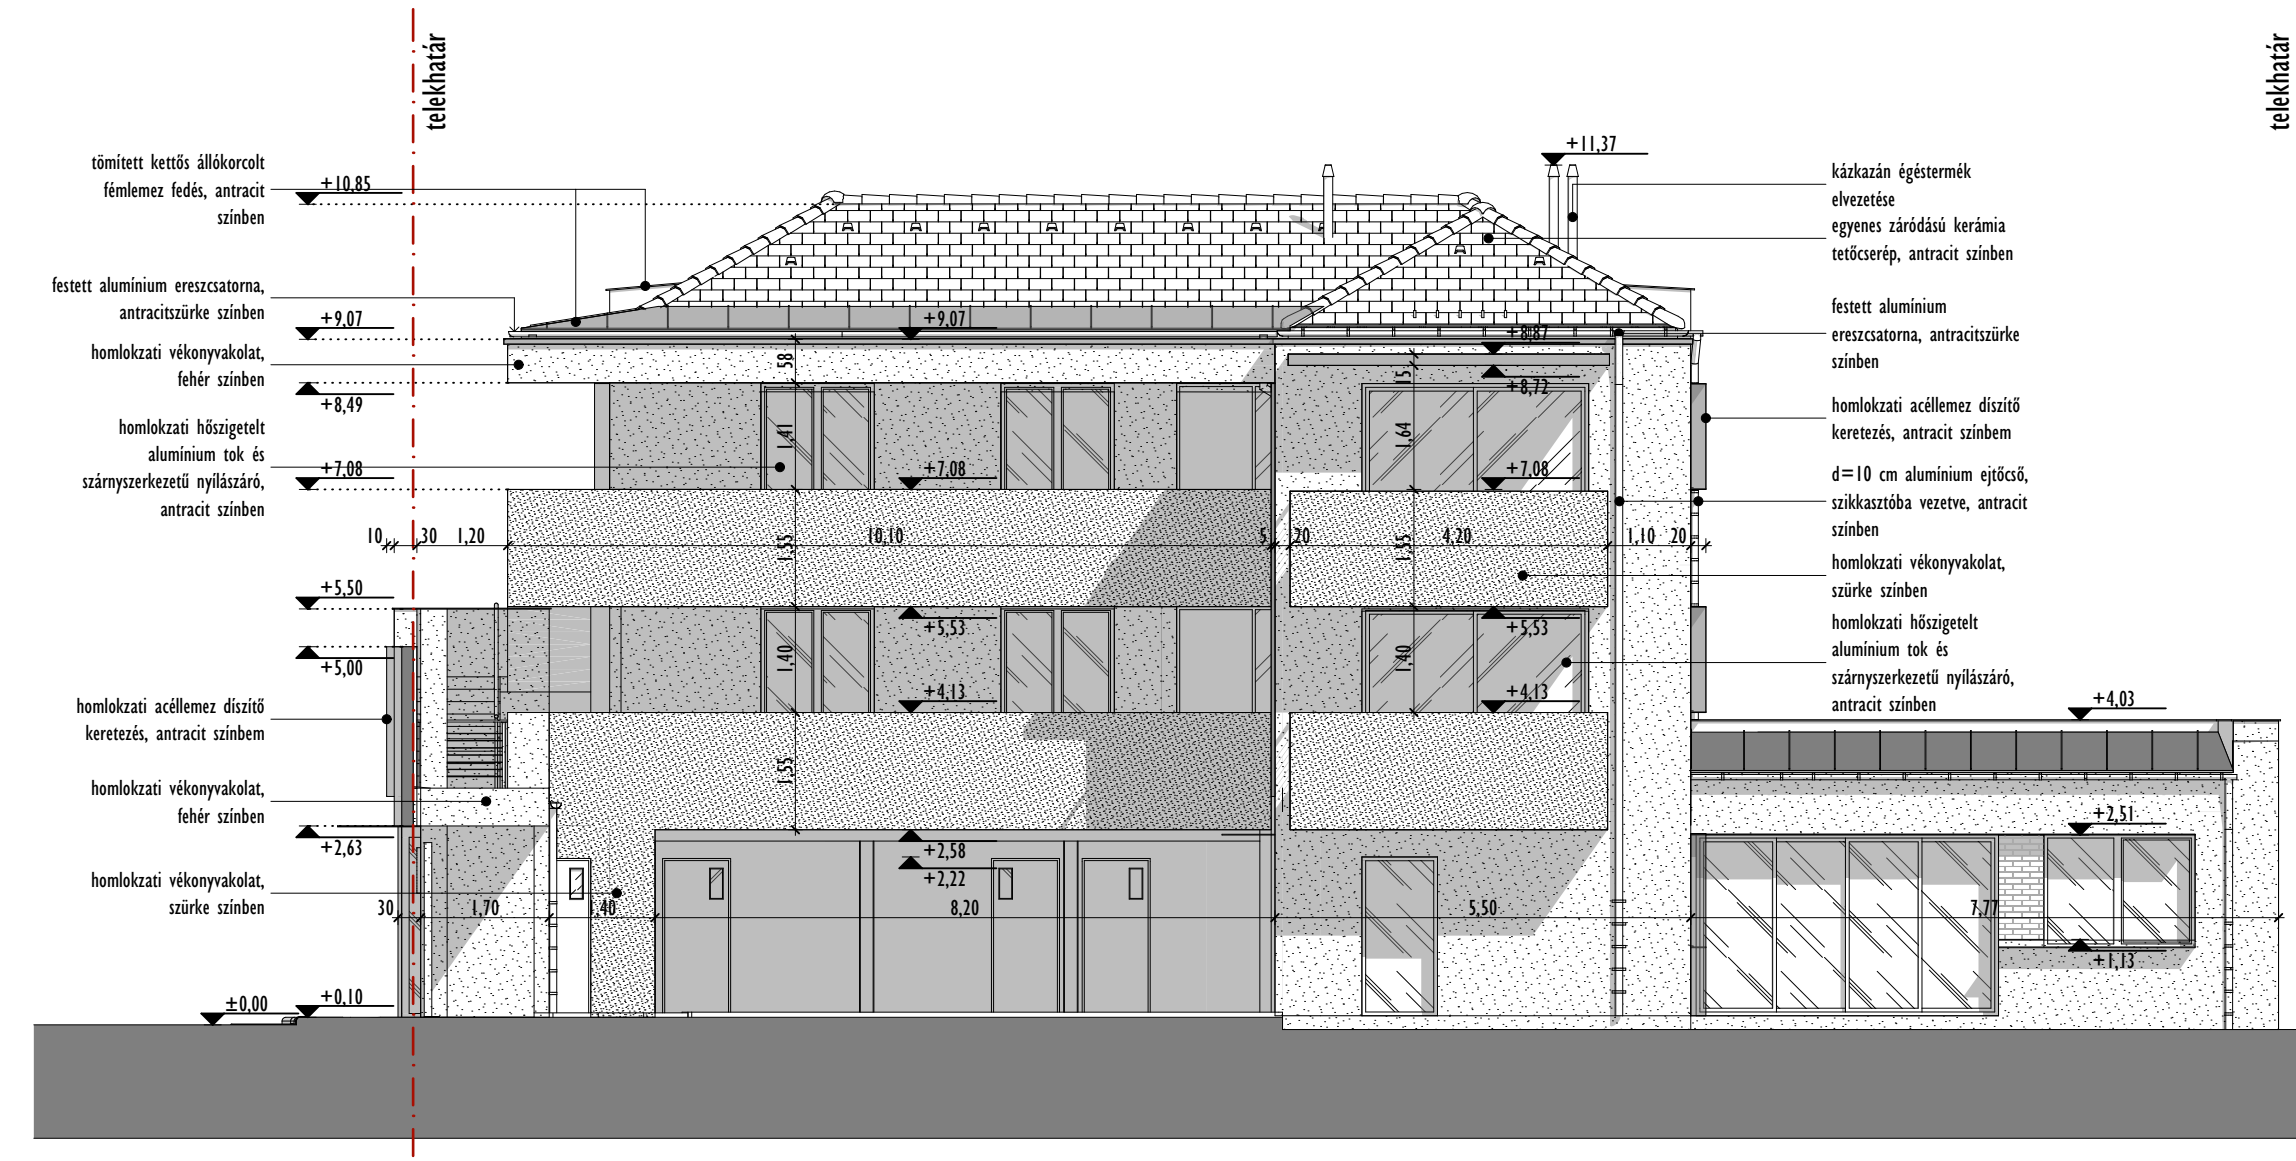 telekhatár
telekhatár
tömített kettős állókorcolt
fémlemez fedés, antracit
színben
festett alumínium ereszcsatorna,
antracitszürke színben
homlokzati vékonyvakolat,
fehér színben
homlokzati hőszigetelt
alumínium tok és
szárnyszerkezetű nyílászáró,
antracit színben
homlokzati acéllemez díszítő
keretezés, antracit színbem
homlokzati vékonyvakolat,
fehér színben
homlokzati vékonyvakolat,
szürke színben
+10,85
+9,07
+8,49
+7,08
+5,50
+5,00
+2,63
+0,10
±0,00
+11,37
+9,07
+8,87
+8,72
58
15
1,41
1,64
+7,08
+7,08
10
30
1,20
10,10
5
20
4,20
1,10
20
1,55
1,55
+5,53
+5,53
1,40
1,40
+4,13
+4,13
1,55
+2,58
+2,22
30
1,70
1,40
8,20
5,50
7,77
+4,03
+2,51
+1,13
kázkazán égéstermék
elvezetése
egyenes záródású kerámia
tetőcserép, antracit színben
festett alumínium
ereszcsatorna, antracitszürke
színben
homlokzati acéllemez díszítő
keretezés, antracit színbem
d=10 cm alumínium ejtőcső,
szikkasztóba vezetve, antracit
színben
homlokzati vékonyvakolat,
szürke színben
homlokzati hőszigetelt
alumínium tok és
szárnyszerkezetű nyílászáró,
antracit színben